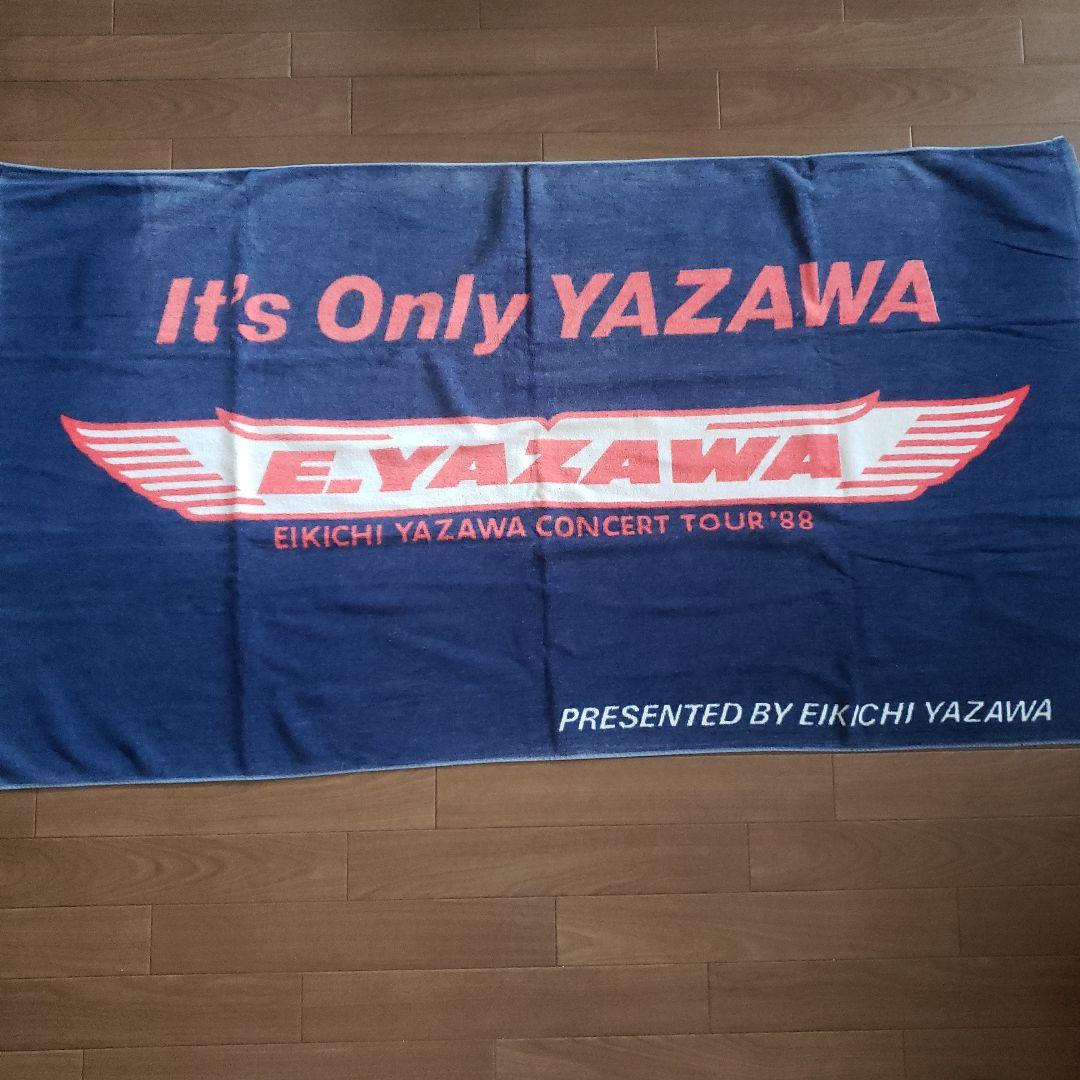 It's Only YAZAWA
E.YAZAWA
EIKICHI YAZAWA CONCERT TOUR '88
PRESENTED BY EIKICHI YAZAWA